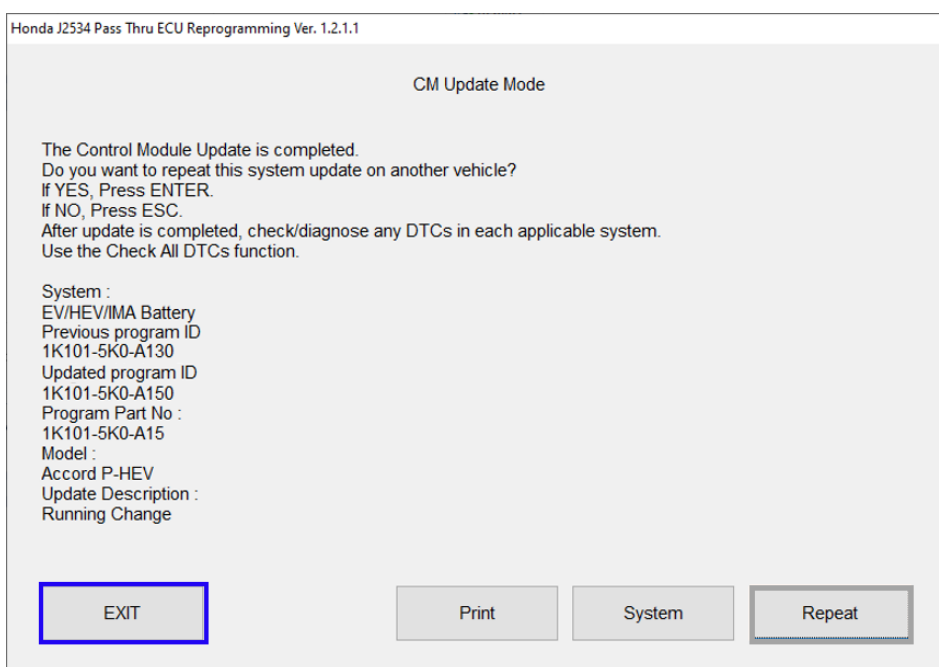 Honda J2534 Pass Thru ECU Reprogramming Ver. 1.2.1.1
CM Update Mode
The Control Module Update is completed.
Do you want to repeat this system update on another vehicle?
If YES, Press ENTER.
If NO, Press ESC.
After update is completed, check/diagnose any DTCs in each applicable system.
Use the Check All DTCs function.
System :
EV/HEV/IMA Battery
Previous program ID
1K101-5K0-A130
Updated program ID
1K101-5K0-A150
Program Part No :
1K101-5K0-A15
Model :
Accord P-HEV
Update Description :
Running Change
EXIT
Print
System
Repeat